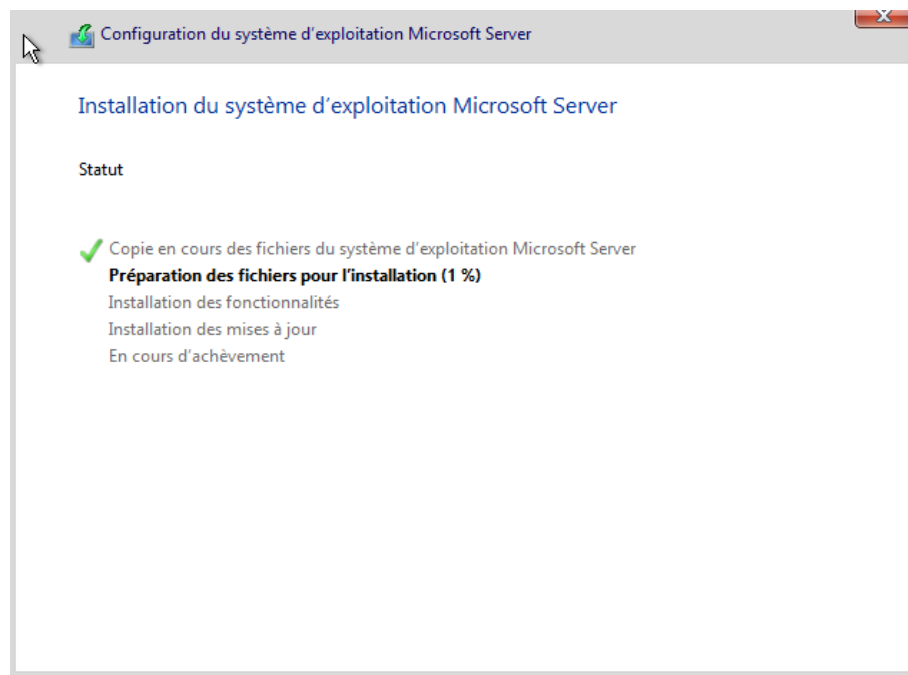 Configuration du système d’exploitation Microsoft Server
Installation du système d’exploitation Microsoft Server
Statut
Copie en cours des fichiers du système d’exploitation Microsoft Server
Préparation des fichiers pour l’installation (1 %)
Installation des fonctionnalités
Installation des mises à jour
En cours d’achèvement